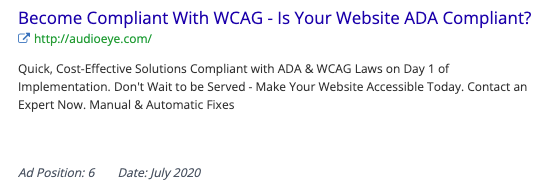 Become Compliant With WCAG - Is Your Website ADA Compliant?
http://audioeye.com/
Quick, Cost-Effective Solutions Compliant with ADA & WCAG Laws on Day 1 of
Implementation. Don't Wait to be Served - Make Your Website Accessible Today. Contact an
Expert Now. Manual & Automatic Fixes
Ad Position: 6 Date: July 2020